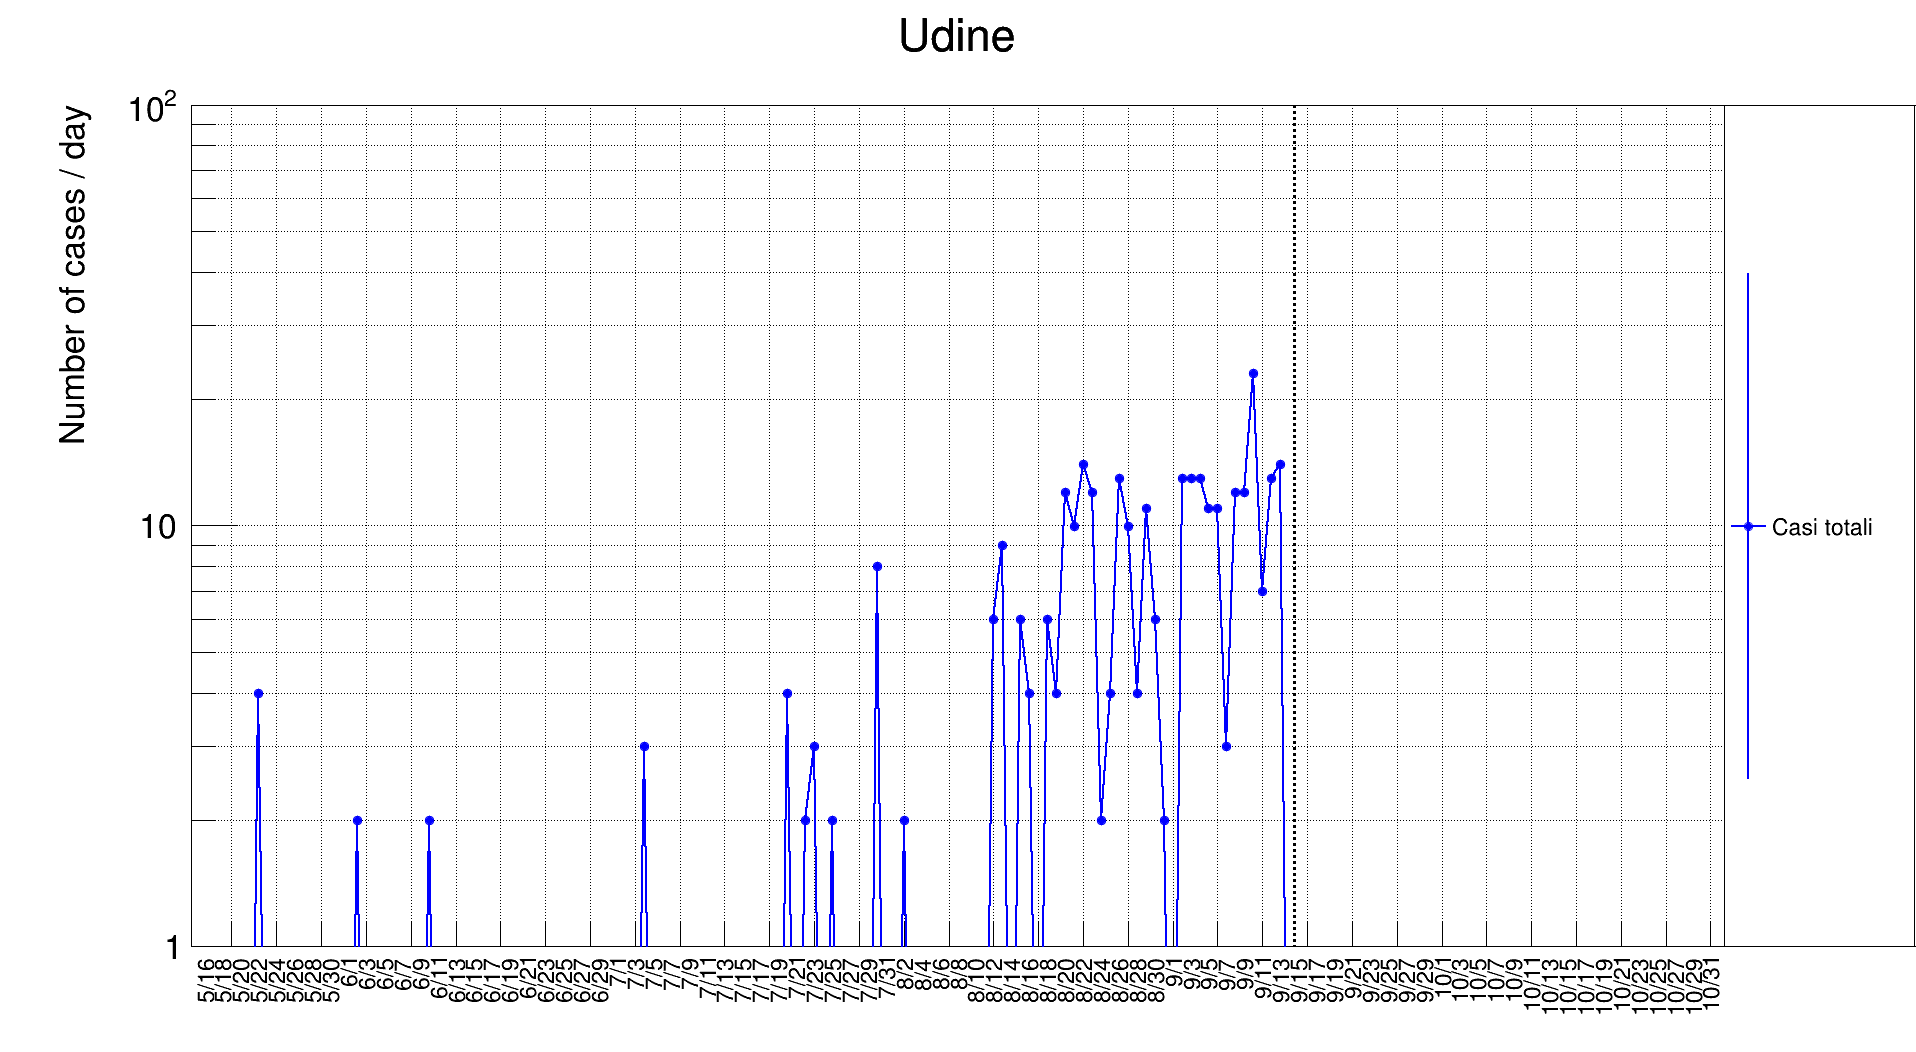 Udine
Number of cases / day
10²
10
1
Casi totali
5/16 5/18 5/20 5/22 5/24 5/26 5/28 5/30 6/1 6/3 6/5 6/7 6/9 6/11 6/13 6/15 6/17 6/19 6/21 6/23 6/25 6/27 6/29 7/1 7/3 7/5 7/7 7/9 7/11 7/13 7/15 7/17 7/19 7/21 7/23 7/25 7/27 7/29 7/31 8/2 8/4 8/6 8/8 8/10 8/12 8/14 8/16 8/18 8/20 8/22 8/24 8/26 8/28 8/30 9/1 9/3 9/5 9/7 9/9 9/11 9/13 9/15 9/17 9/19 9/21 9/23 9/25 9/27 9/29 10/1 10/3 10/5 10/7 10/9 10/11 10/13 10/15 10/17 10/19 10/21 10/23 10/25 10/27 10/29 10/31